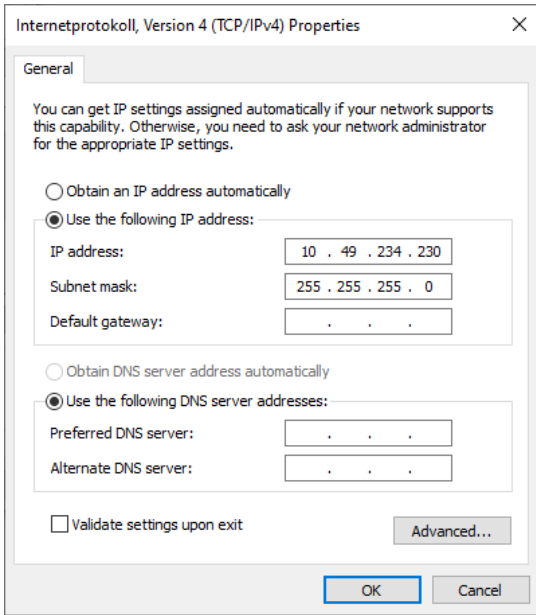 Internetprotokoll, Version 4 (TCP/IPv4) Properties
General
You can get IP settings assigned automatically if your network supports
this capability. Otherwise, you need to ask your network administrator
for the appropriate IP settings.
Obtain an IP address automatically
Use the following IP address:
IP address: 10 . 49 . 234 . 230
Subnet mask: 255 . 255 . 255 . 0
Default gateway: . . .
Obtain DNS server address automatically
Use the following DNS server addresses:
Preferred DNS server: . . .
Alternate DNS server: . . .
Validate settings upon exit
Advanced...
OK Cancel